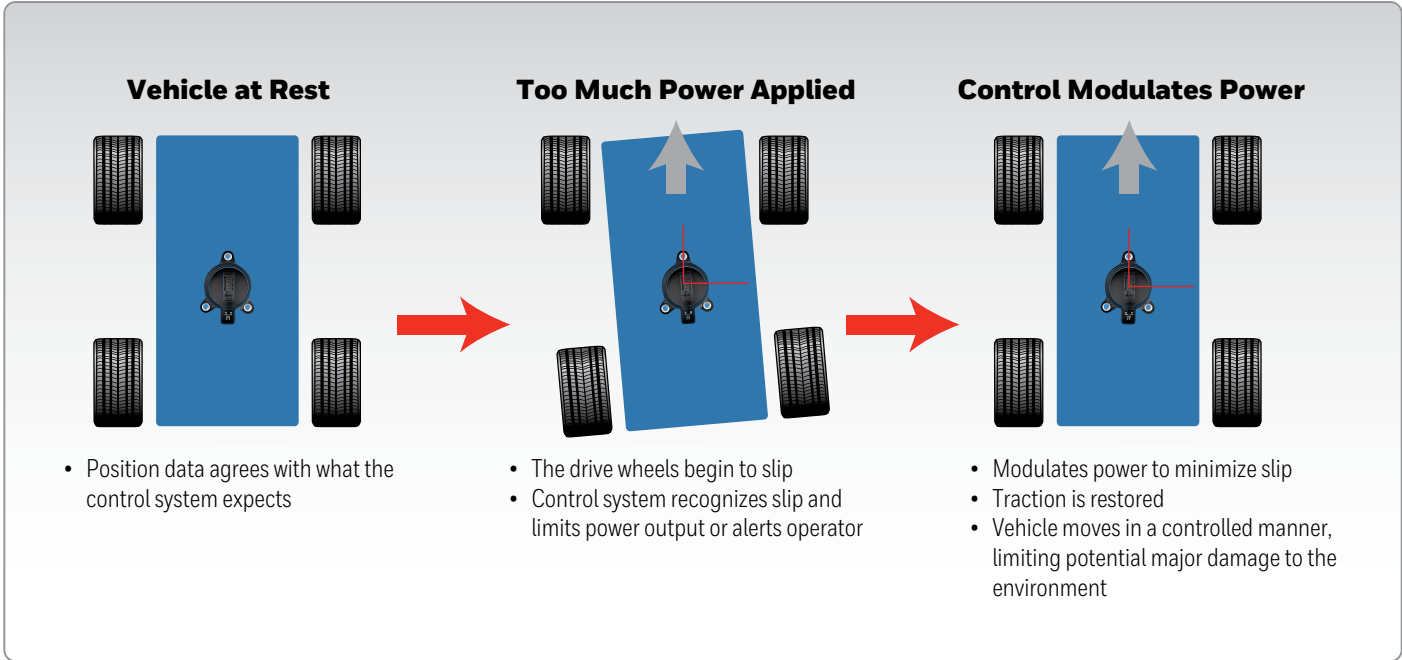 Vehicle at Rest
• Position data agrees with what the
control system expects
Too Much Power Applied
• The drive wheels begin to slip
• Control system recognizes slip and
limits power output or alerts operator
Control Modulates Power
• Modulates power to minimize slip
• Traction is restored
• Vehicle moves in a controlled manner,
limiting potential major damage to the
environment